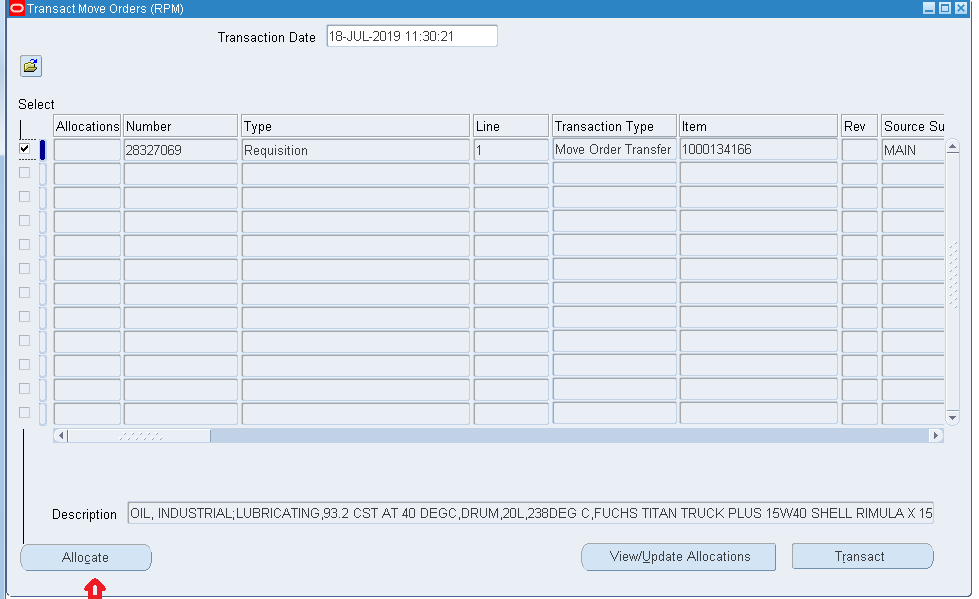 Transact Move Orders (RPM)
Transaction Date 18-JUL-2019 11:30:21
Select
Allocations Number Type Line Transaction Type Item Rev Source Su
28327069 Requisition 1 Move Order Transfer 1000134166 MAIN
Description OIL, INDUSTRIAL;LUBRICATING,93.2 CST AT 40 DEGC,DRUM,20L,238DEG C,FUCHS TITAN TRUCK PLUS 15W40 SHELL RIMULA X 15
Allocate View/Update Allocations Transact